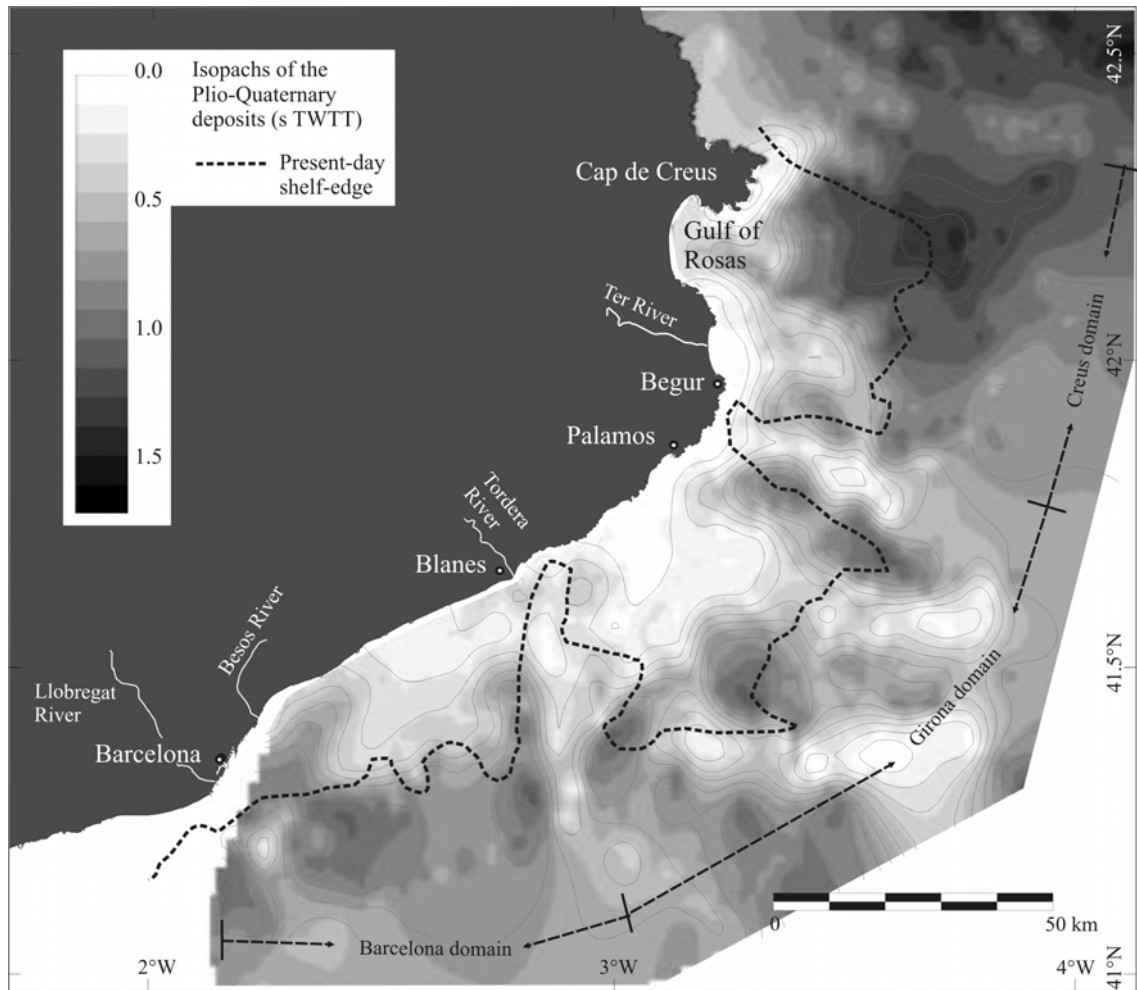 0.0
0.5
1.0
1.5
Isopachs of the
Plio-Quaternary
deposits (s TWTT)
Present-day
shelf-edge
42.5°N
Cap de Creus
Gulf of
Rosas
Ter River
Creus domain
42°N
Begur
Palamos
Tordera
River
Blanes
Besos River
41.5°N
Llobregat
River
Girona domain
Barcelona
0
50 km
Barcelona domain
2°W
3°W
4°W
41°N